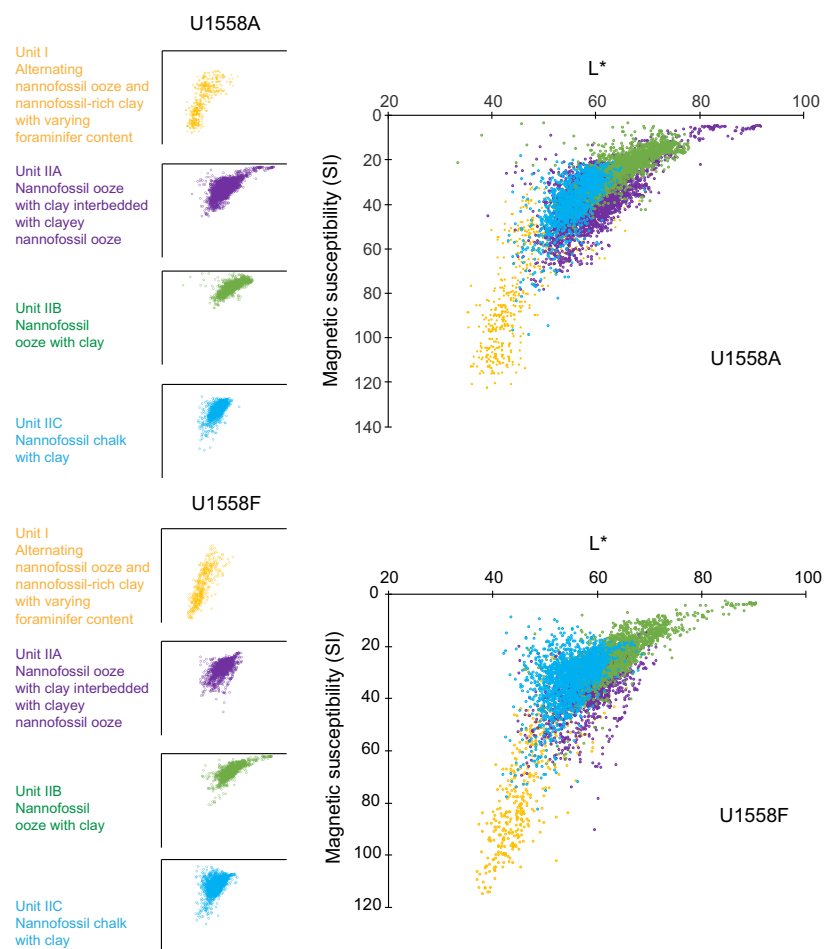 U1558A
Unit I
Alternating
nannofossil ooze and
nannofossil-rich clay
with varying
foraminifer content
Unit IIA
Nannofossil ooze
with clay interbedded
with clayey
nannofossil ooze
Unit IIB
Nannofossil
ooze with clay
Unit IIC
Nannofossil chalk
with clay
L*
20 40 60 80 100
0
20
40
60
80
100
120
140
Magnetic susceptibility (SI)
U1558A
U1558F
Unit I
Alternating
nannofossil ooze and
nannofossil-rich clay
with varying
foraminifer content
Unit IIA
Nannofossil ooze
with clay interbedded
with clayey
nannofossil ooze
Unit IIB
Nannofossil
ooze with clay
Unit IIC
Nannofossil chalk
with clay
L*
20 40 60 80 100
0
20
40
60
80
100
120
Magnetic susceptibility (SI)
U1558F